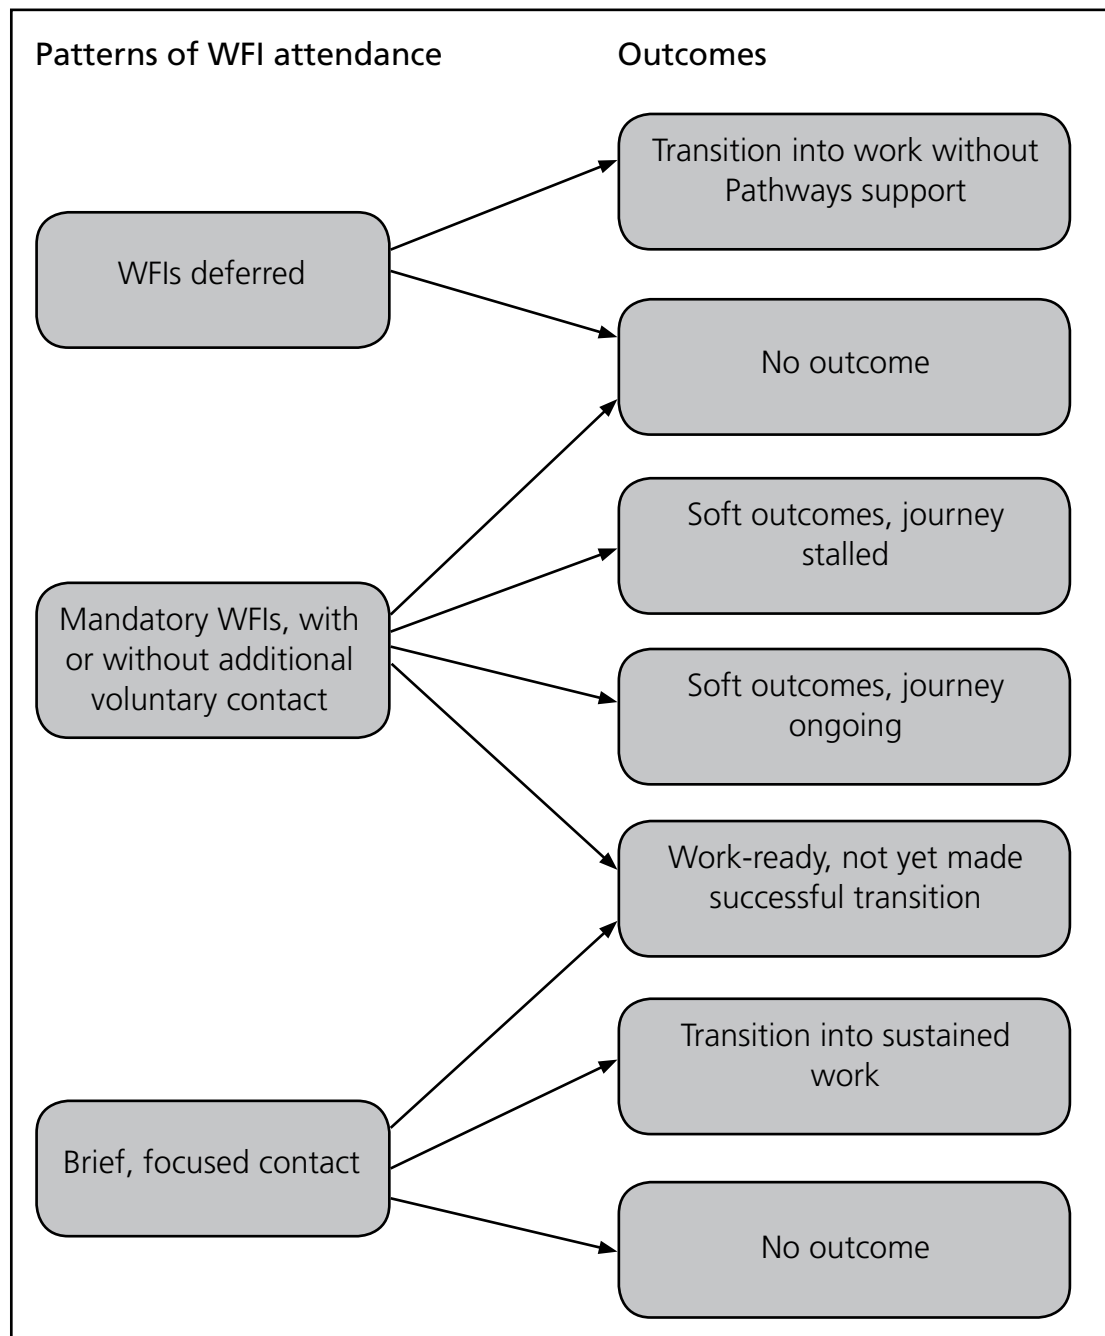 Patterns of WFI attendance
Outcomes
Transition into work without
Pathways support
WFIs deferred
No outcome
Soft outcomes, journey
stalled
Mandatory WFIs, with
or without additional
voluntary contact
Soft outcomes, journey
ongoing
Work-ready, not yet made
successful transition
Transition into sustained
work
Brief, focused contact
No outcome